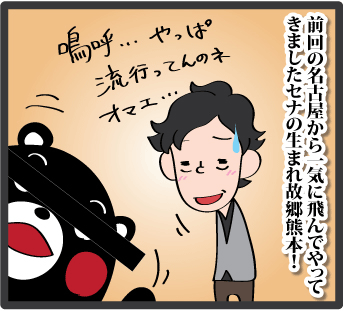 前回の名古屋から一気に飛んでやって
きましたセナの生まれ故郷熊本!
嗚呼…やっぱ
流行ってんのネ
オマエ…